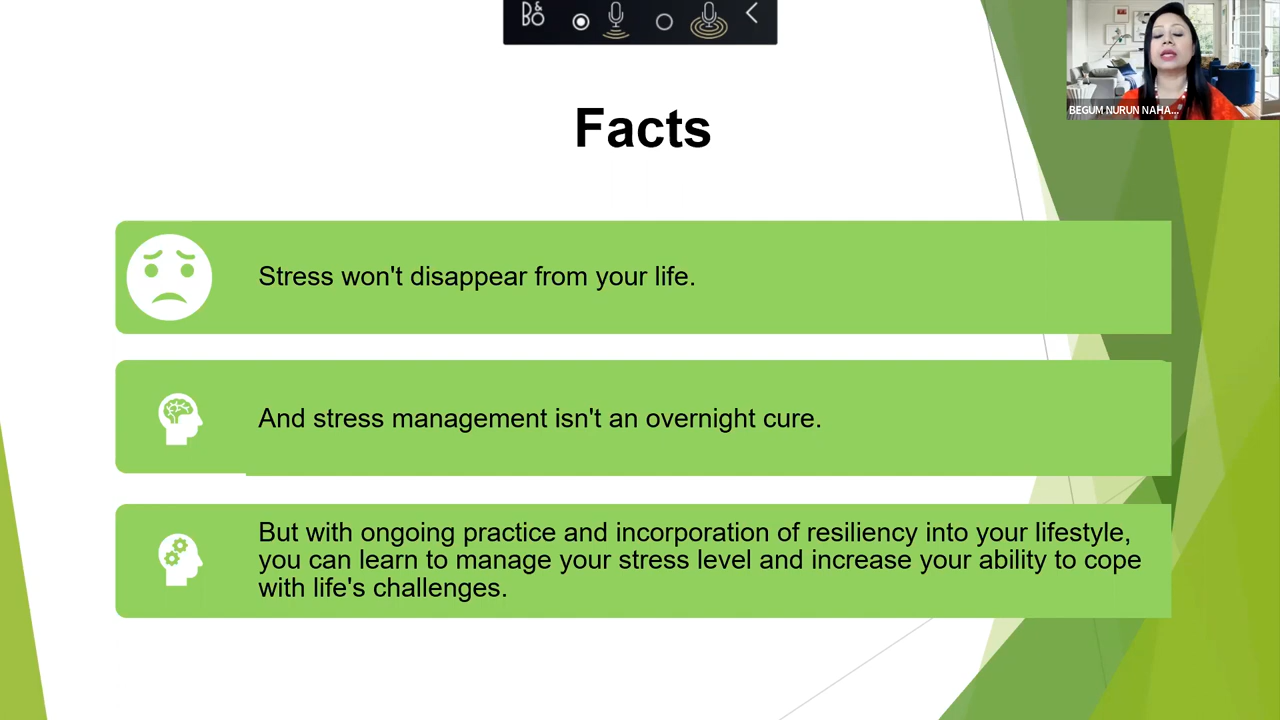 B&O
BEGUM NURUN NAHA...
Facts
Stress won't disappear from your life.
And stress management isn't an overnight cure.
But with ongoing practice and incorporation of resiliency into your lifestyle,
you can learn to manage your stress level and increase your ability to cope
with life's challenges.